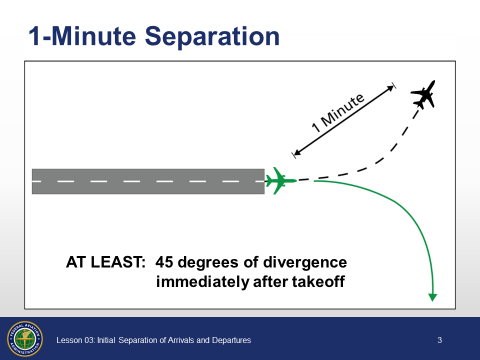 1-Minute Separation
1 Minute
AT LEAST: 45 degrees of divergence
immediately after takeoff
Lesson 03: Initial Separation of Arrivals and Departures
3